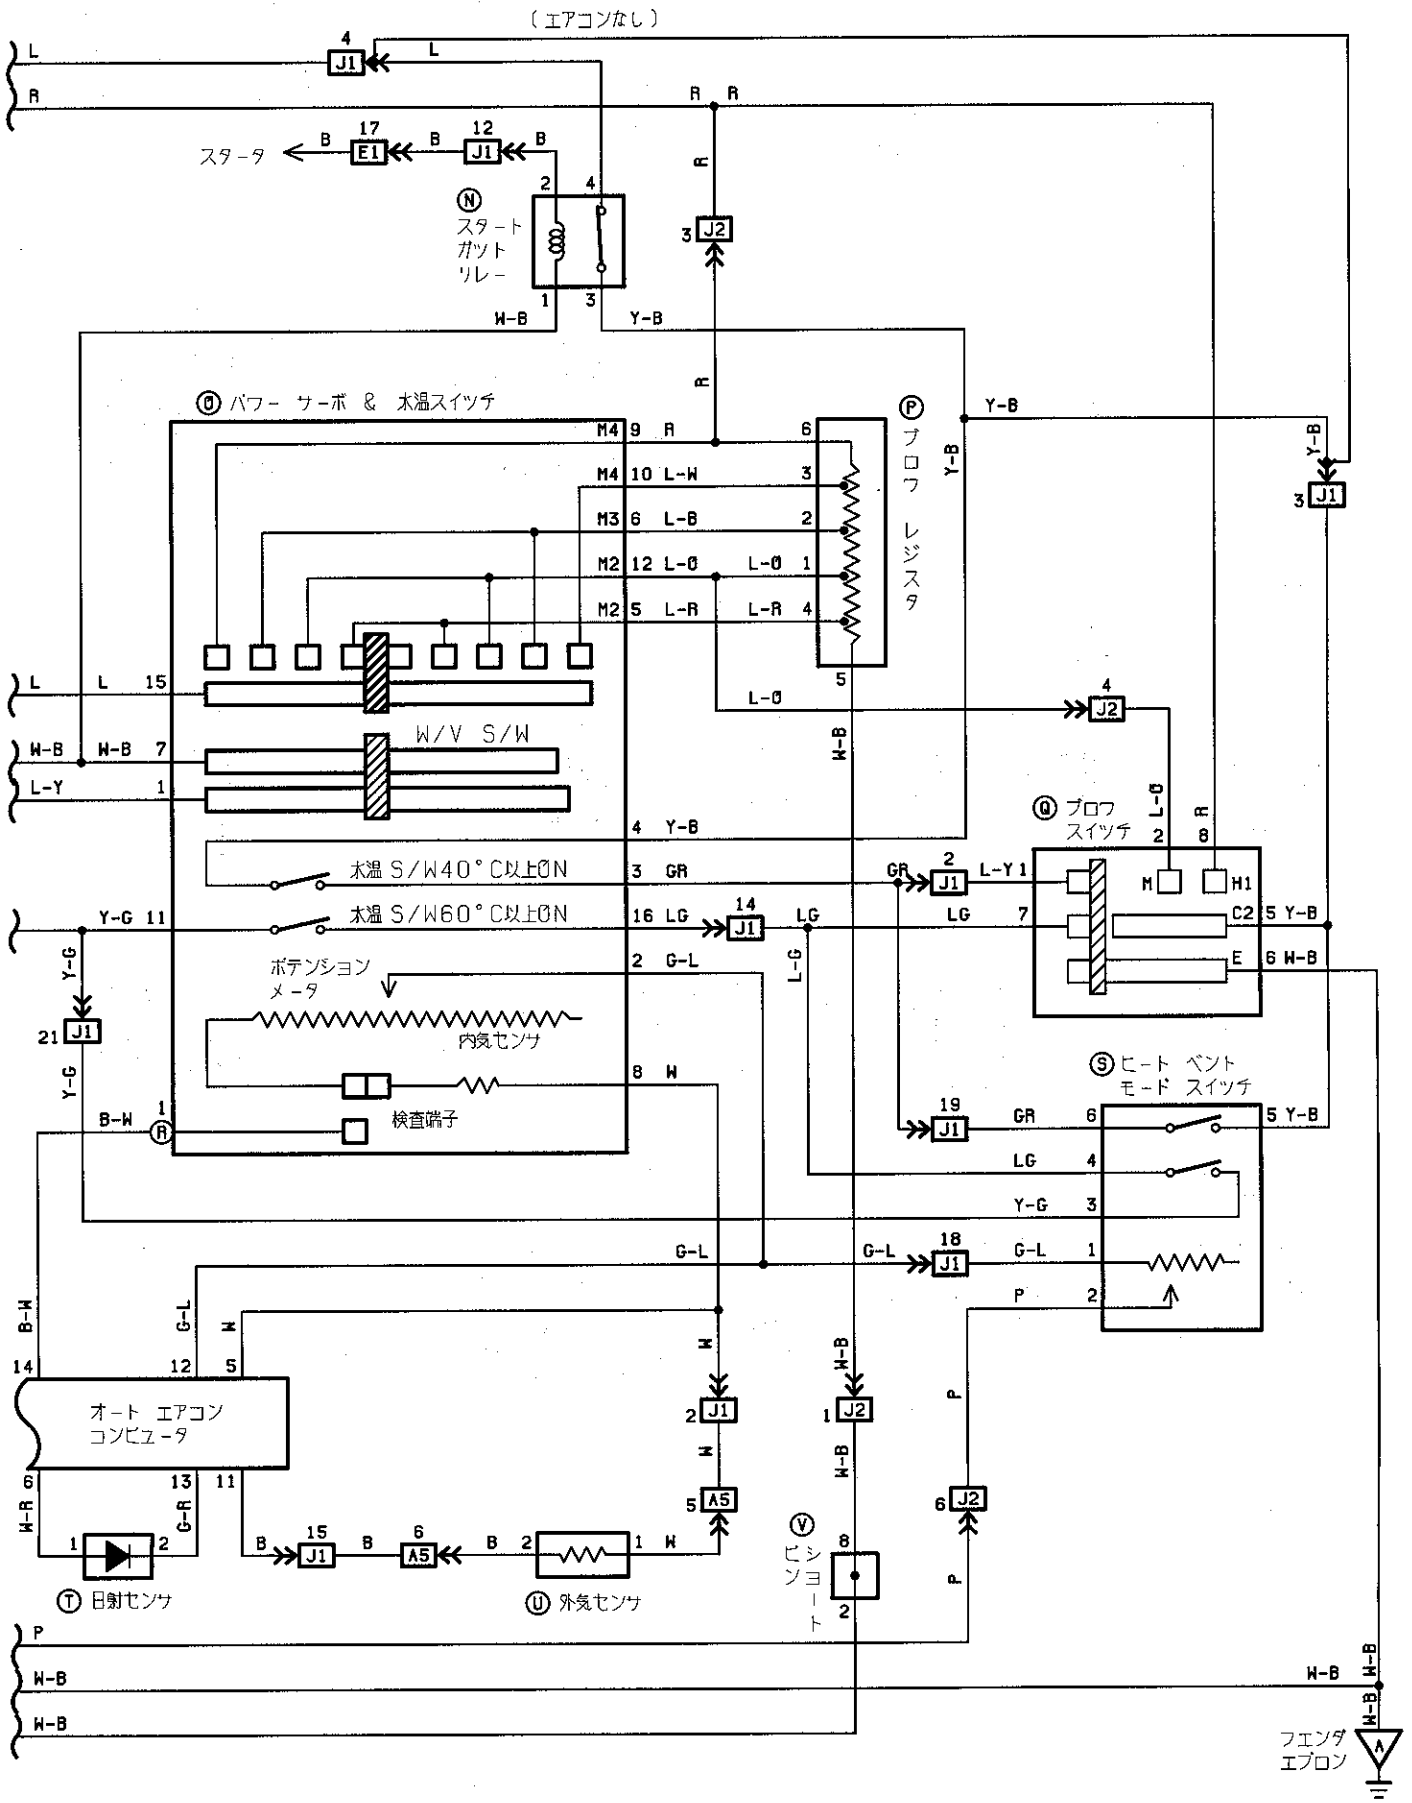 (エアコンなし)
L 4 J1 L
R R R
スタータ B 17 E1 B 12 J1 B
R
N 2 4
スタート
カット
リレー
3 J2
1 3
W-B Y-B
R
O パワー サーボ & 水温スイッチ
P
ブロワ レジスタ
Y-B
Y-B
Y-B
M4 9 R 6
M4 10 L-W 3
3 J1
M3 6 L-B 2
M2 12 L-O L-O 1
M2 5 L-R L-R 4
L L 15
5
L-O 4 J2
W/V S/W
W-B
W-B W-B 7
L-Y 1
L-O R
Q ブロワ
スイッチ
2 8
4 Y-B
水温 S/W40°C以上ON 3 GR GR 2 J1 L-Y 1 M H1
Y-G 11 水温 S/W60°C以上ON 16 LG 14 J1 LG LG 7 C2 5 Y-B
Y-G
L-G
2 G-L
E 6 W-B
ポテンション
メータ
21 J1
内気センサ
Y-G
8 W
S ヒート ベント
モード スイッチ
B-W 1 R
検査端子
19 J1 GR 6 5 Y-B
LG 4
Y-G 3
G-L G-L 18 J1 G-L 1
P 2
B-W G-L W
W W-B
14 12 5
オート エアコン
コンピュータ
2 J1 1 J2
P
W W-B
6 13 11
5 A5
6 J2
W-R G-R
1 2
B 15 J1 B 6 A5 B 2 1 W
V
ショート
ピン
8
P
T 日射センサ
U 外気センサ
2
P
W-B W-B W-B
W-B W-B
フエンダ
エプロン
A